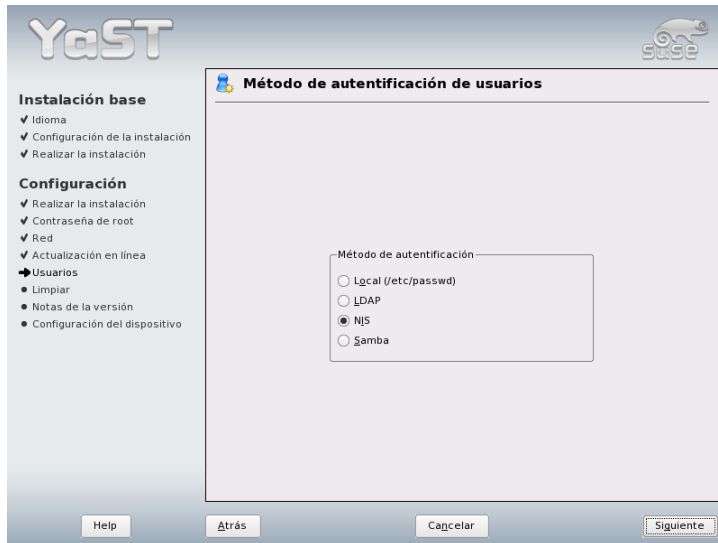 YaST
SUSE
Método de autentificación de usuarios
Instalación base
Idioma
Configuración de la instalación
Realizar la instalación
Configuración
Realizar la instalación
Contraseña de root
Red
Actualización en línea
Usuarios
Limpiar
Notas de la versión
Configuración del dispositivo
Método de autentificación
Local (/etc/passwd)
LDAP
NIS
Samba
Help
Atrás
Cancelar
Siguiente